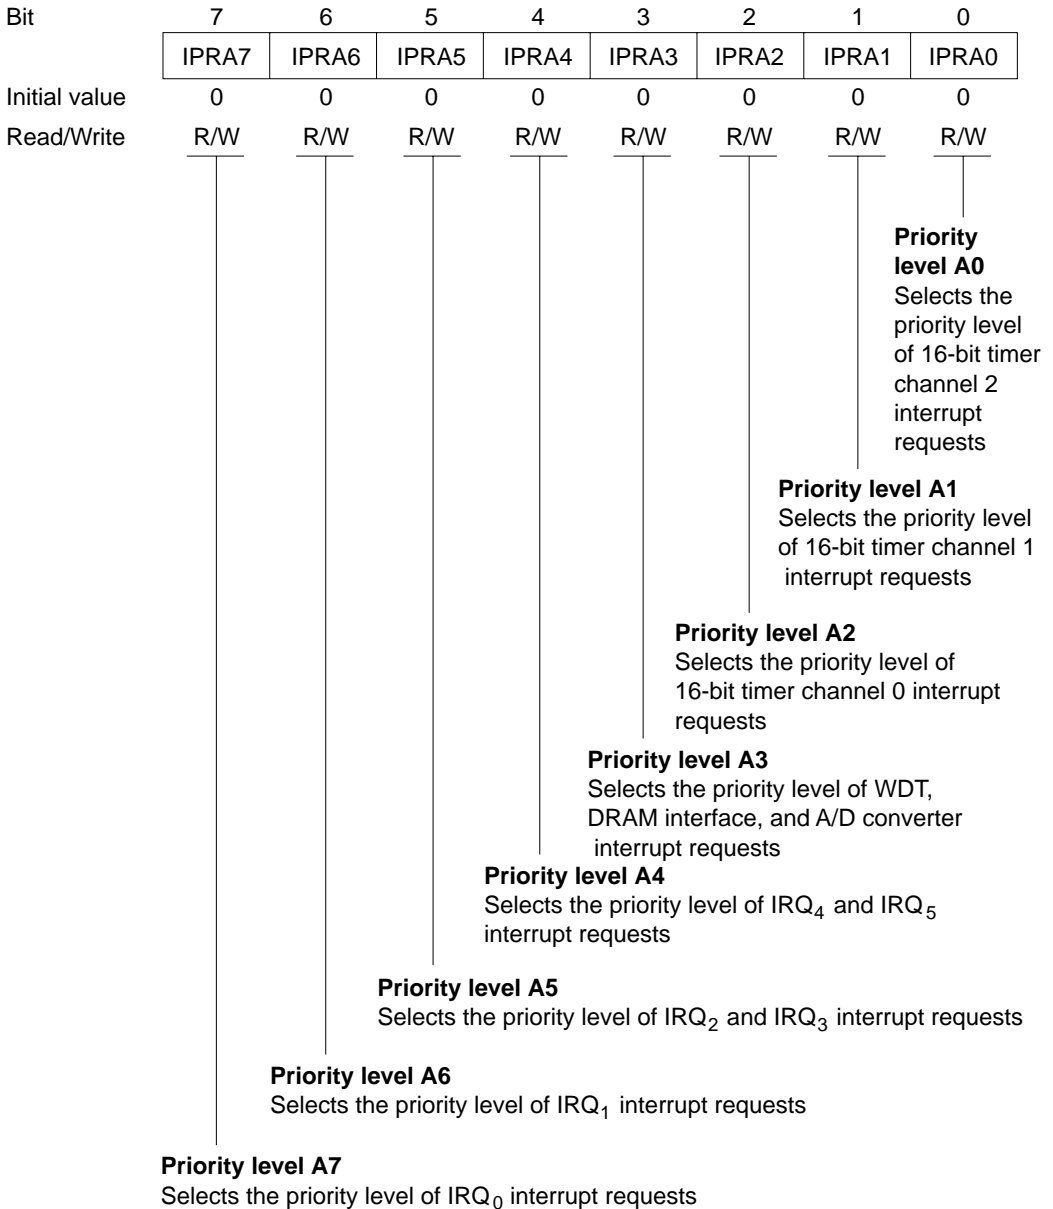 Bit 7 6 5 4 3 2 1 0
IPRA7 IPRA6 IPRA5 IPRA4 IPRA3 IPRA2 IPRA1 IPRA0
Initial value 0 0 0 0 0 0 0 0
Read/Write R/W R/W R/W R/W R/W R/W R/W R/W
Priority
level A0
Selects the
priority level
of 16-bit timer
channel 2
interrupt
requests
Priority level A1
Selects the priority level
of 16-bit timer channel 1
interrupt requests
Priority level A2
Selects the priority level of
16-bit timer channel 0 interrupt
requests
Priority level A3
Selects the priority level of WDT,
DRAM interface, and A/D converter
interrupt requests
Priority level A4
Selects the priority level of IRQ₄ and IRQ₅
interrupt requests
Priority level A5
Selects the priority level of IRQ₂ and IRQ₃ interrupt requests
Priority level A6
Selects the priority level of IRQ₁ interrupt requests
Priority level A7
Selects the priority level of IRQ₀ interrupt requests